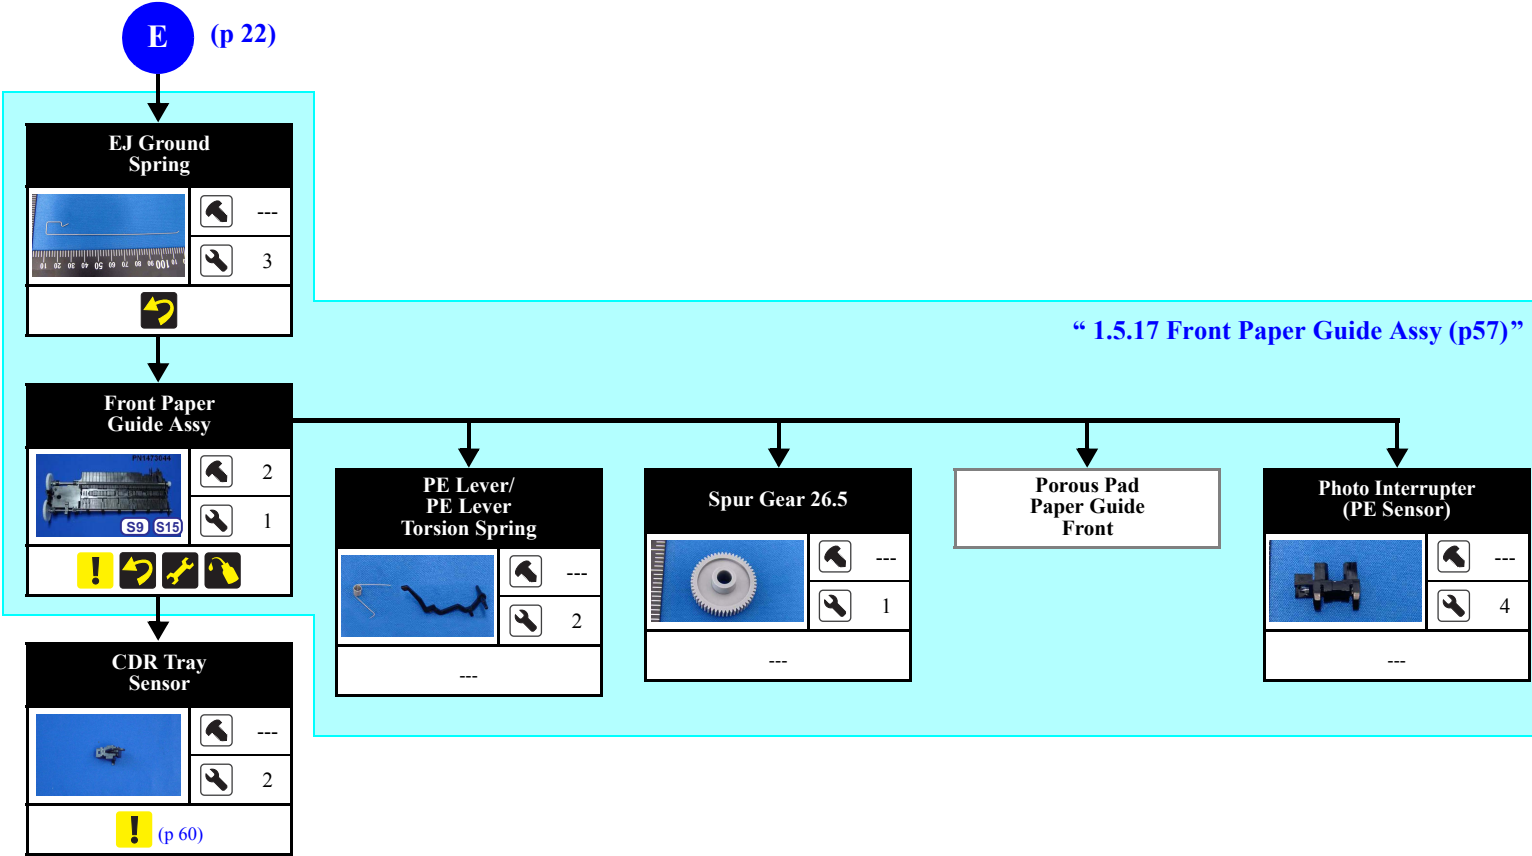 E
(p 22)
EJ Ground
Spring
---
3
“ 1.5.17 Front Paper Guide Assy (p57)”
Front Paper
Guide Assy
PN1473044
2
S9 S15
1
PE Lever/
PE Lever
Torsion Spring
---
2
---
Spur Gear 26.5
---
1
---
Porous Pad
Paper Guide
Front
Photo Interrupter
(PE Sensor)
---
4
---
CDR Tray
Sensor
---
2
(p 60)